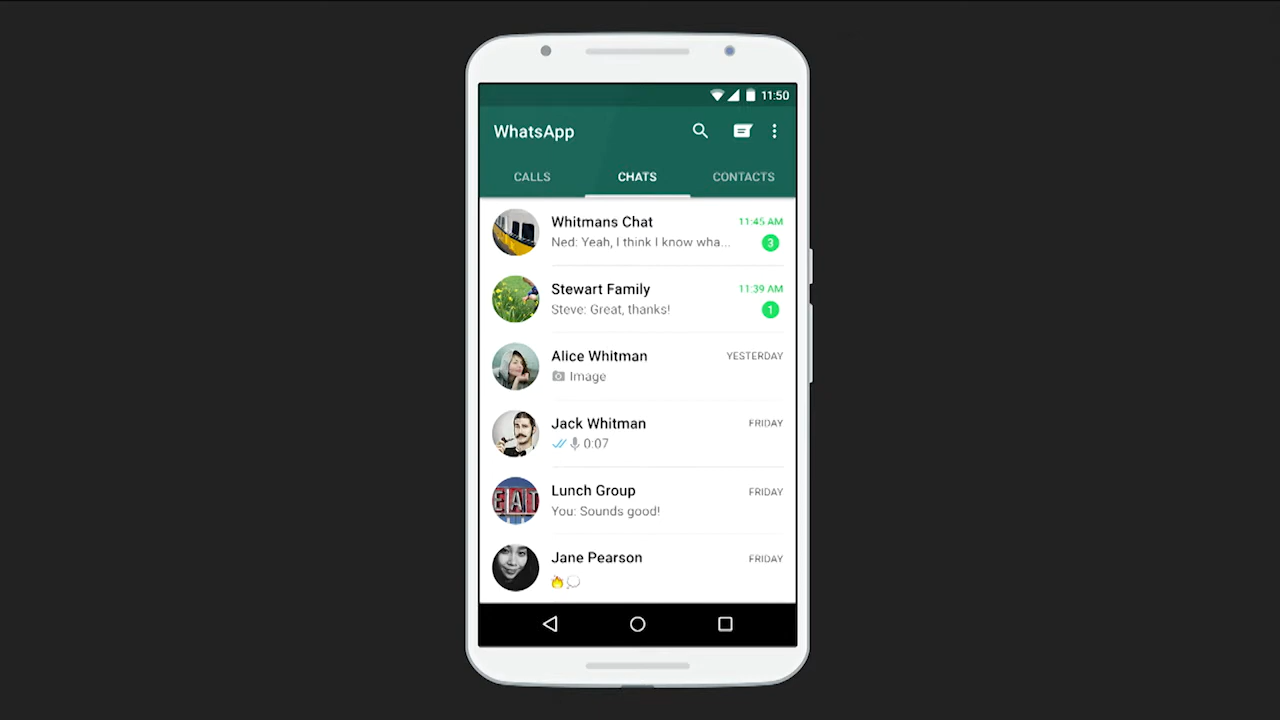 11:50
WhatsApp
CALLS CHATS CONTACTS
Whitmans Chat 11:45 AM
Ned: Yeah, I think I know wha... 3
Stewart Family 11:39 AM
Steve: Great, thanks! 1
Alice Whitman YESTERDAY
Image
Jack Whitman FRIDAY
0:07
EAT
Lunch Group FRIDAY
You: Sounds good!
Jane Pearson FRIDAY